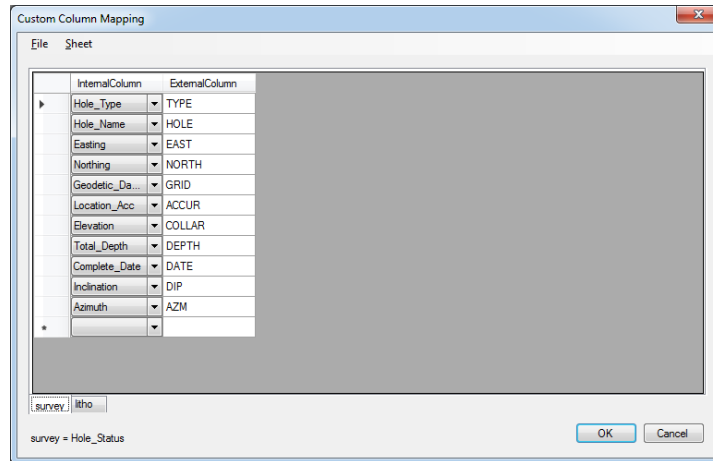 Custom Column Mapping
File Sheet
InternalColumn ExternalColumn
Hole_Type TYPE
Hole_Name HOLE
Easting EAST
Northing NORTH
Geodetic_Da... GRID
Location_Acc ACCUR
Elevation COLLAR
Total_Depth DEPTH
Complete_Date DATE
Inclination DIP
Azimuth AZM
*
survey litho
survey = Hole_Status
OK Cancel